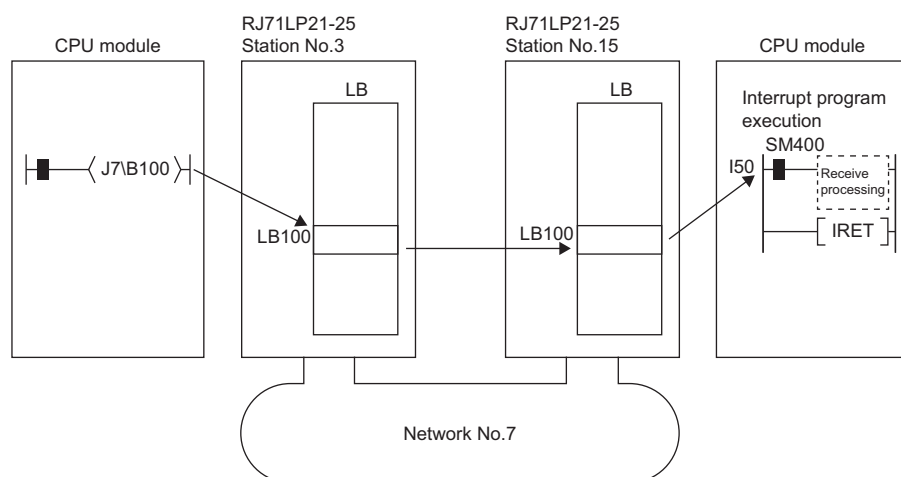 CPU module
RJ71LP21-25
Station No.3
RJ71LP21-25
Station No.15
CPU module
LB
LB
Interrupt program
execution
SM400
J7\B100
I50
Receive
processing
LB100
LB100
IRET
Network No.7